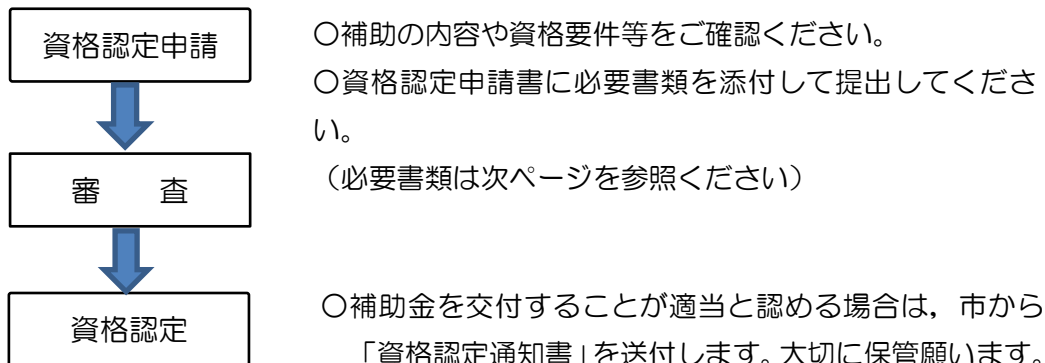 資格認定申請
〇補助の内容や資格要件等をご確認ください。
〇資格認定申請書に必要書類を添付して提出してくださ
い。
（必要書類は次ページを参照ください）
審　　査
資格認定
〇補助金を交付することが適当と認める場合は，市から
「資格認定通知書」を送付します。大切に保管願います。